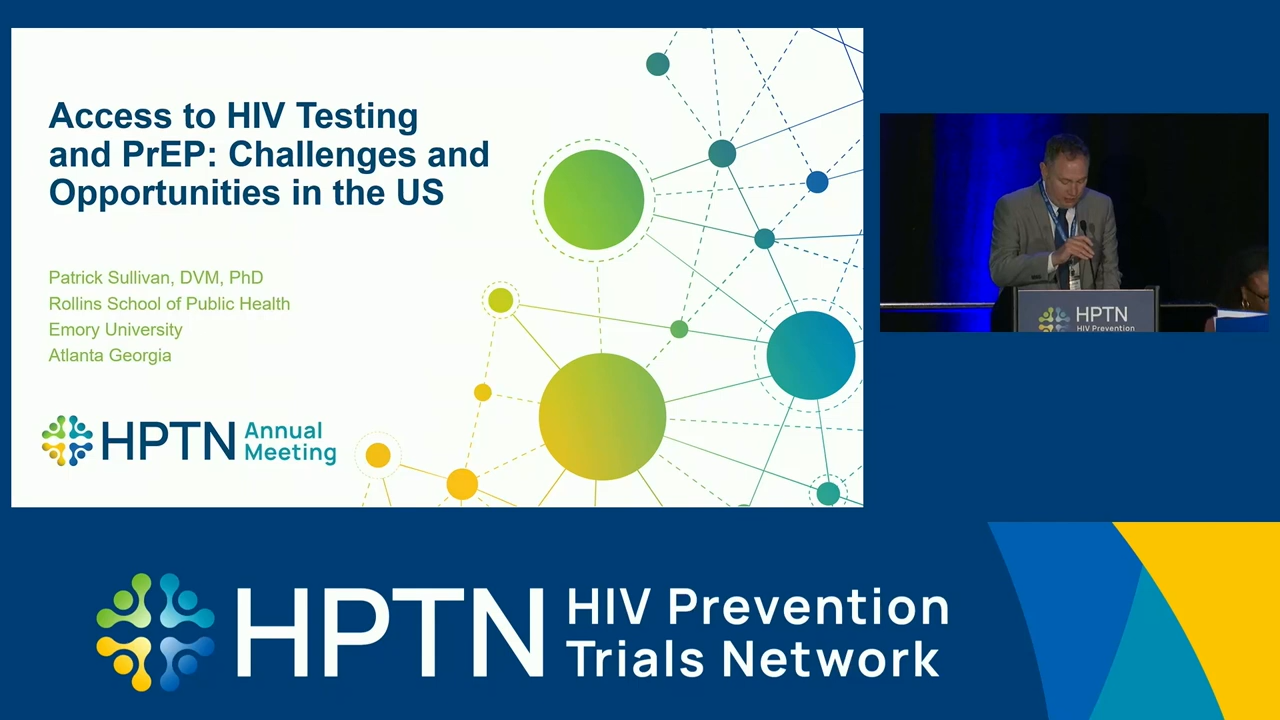 Access to HIV Testing
and PrEP: Challenges and
Opportunities in the US
Patrick Sullivan, DVM, PhD
Rollins School of Public Health
Emory University
Atlanta Georgia
HPTN Annual
Meeting
HPTN
HIV Prevention
HPTN HIV Prevention
Trials Network